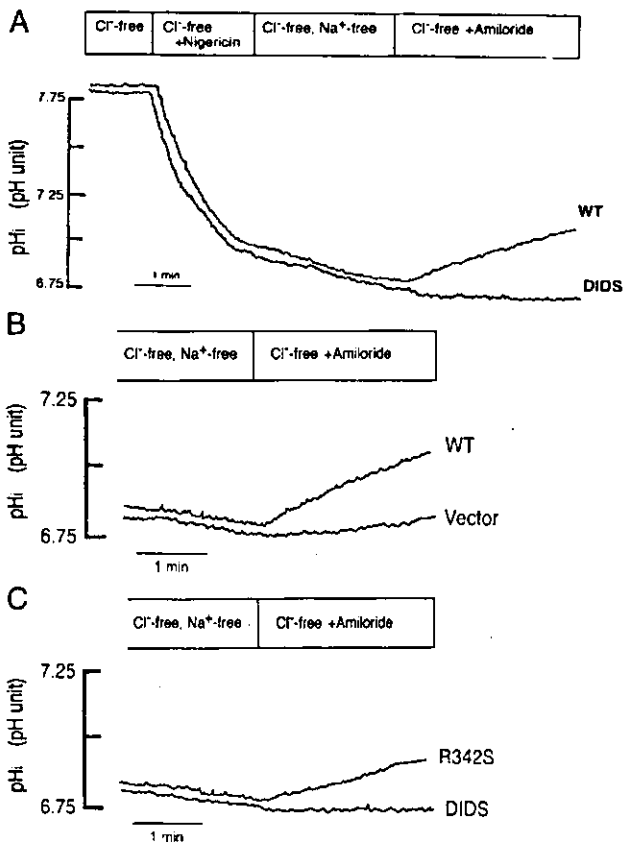 A
Cl⁻-free
Cl⁻-free
+Nigericin
Cl⁻-free, Na⁺-free
Cl⁻-free +Amiloride
pHi (pH unit)
7.75
7.25
6.75
1 min
WT
DIDS
B
Cl⁻-free, Na⁺-free
Cl⁻-free +Amiloride
pHi (pH unit)
7.25
6.75
1 min
WT
Vector
C
Cl⁻-free, Na⁺-free
Cl⁻-free +Amiloride
pHi (pH unit)
7.25
6.75
1 min
R342S
DIDS